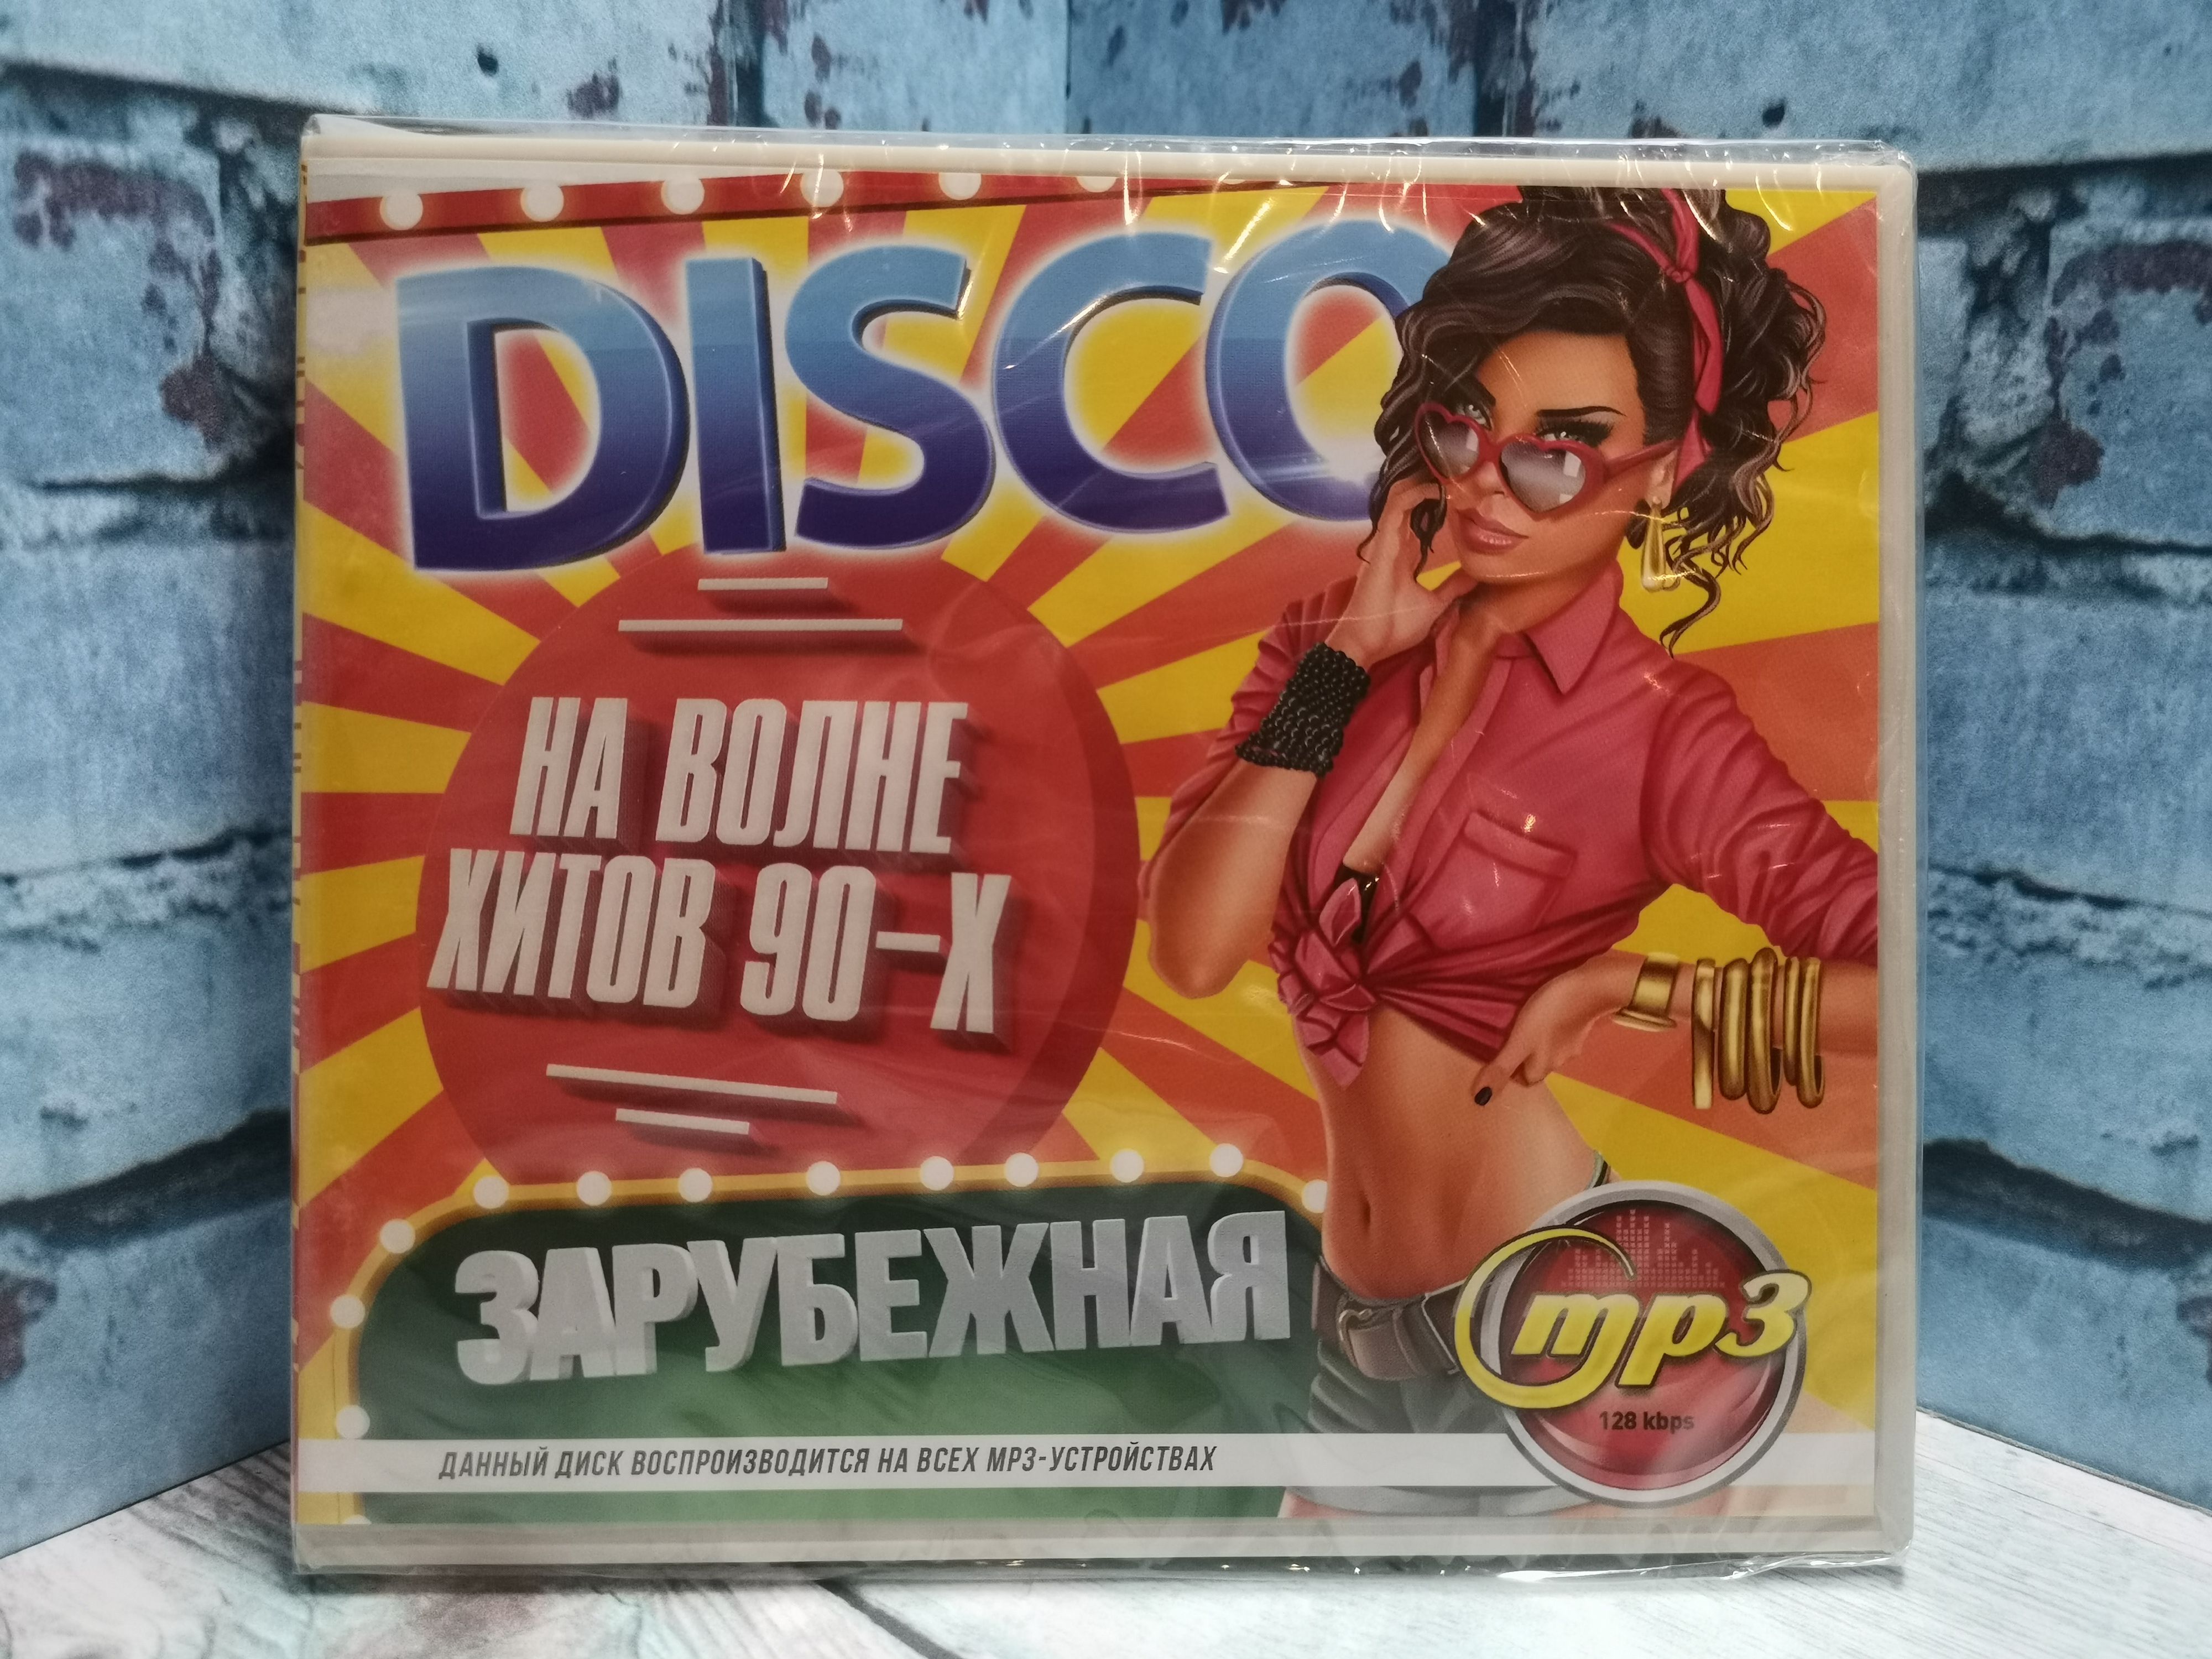 DISCO
НА ВОЛНЕ
ХИТОВ 90-Х
ЗАРУБЕЖНАЯ
mp3
128 kbps
ДАННЫЙ ДИСК ВОСПРОИЗВОДИТСЯ НА ВСЕХ MP3-УСТРОЙСТВАХ